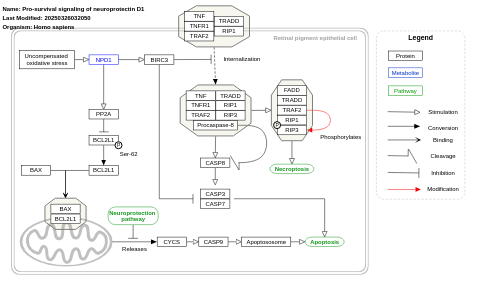 Name: Pro-survival signaling of neuroprotectin D1
Last Modified: 20250326032050
Organism: Homo sapiens
TNF
TNFR1
TRAF2
TRADD
RIP1
Retinal pigment epithelial cell
Uncompensated
oxidative stress
NPD1
BIRC3
Internalization
TNF
TRADD
TNFR1
RIP1
TRAF2
RIP3
Procaspase-8
FADD
TRADD
TRAF2
RIP1
RIP3
P
Phosphorylates
PP2A
BCL2L1
P
Ser-62
BAX
BCL2L1
CASP8
Necroptosis
BAX
BCL2L1
CASP3
CASP7
Neuroprotection
pathway
Releases
CYCS
CASP9
Apoptososome
Apoptosis
Legend
Protein
Metabolite
Pathway
Stimulation
Conversion
Binding
Cleavage
Inhibition
Modification